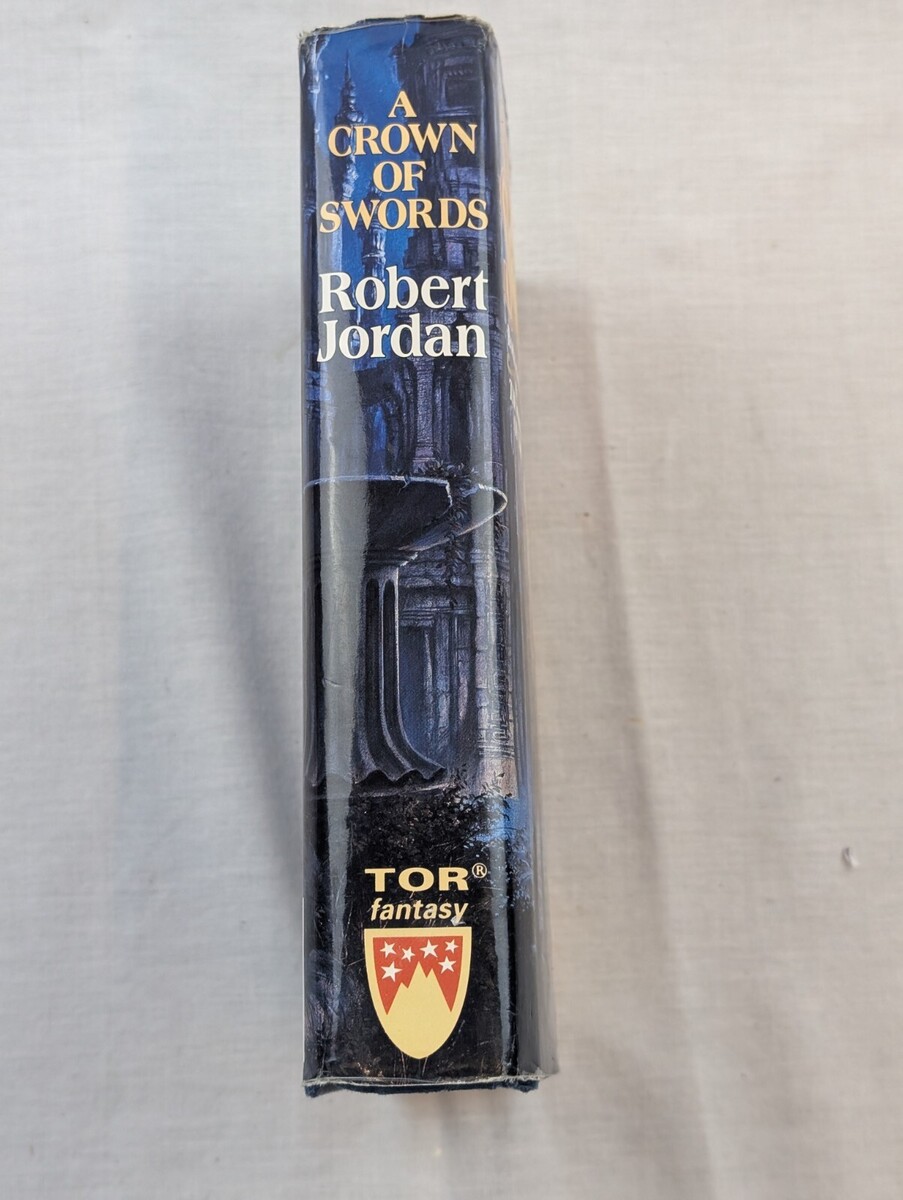 A
CROWN
OF
SWORDS
Robert
Jordan
TOR®
fantasy